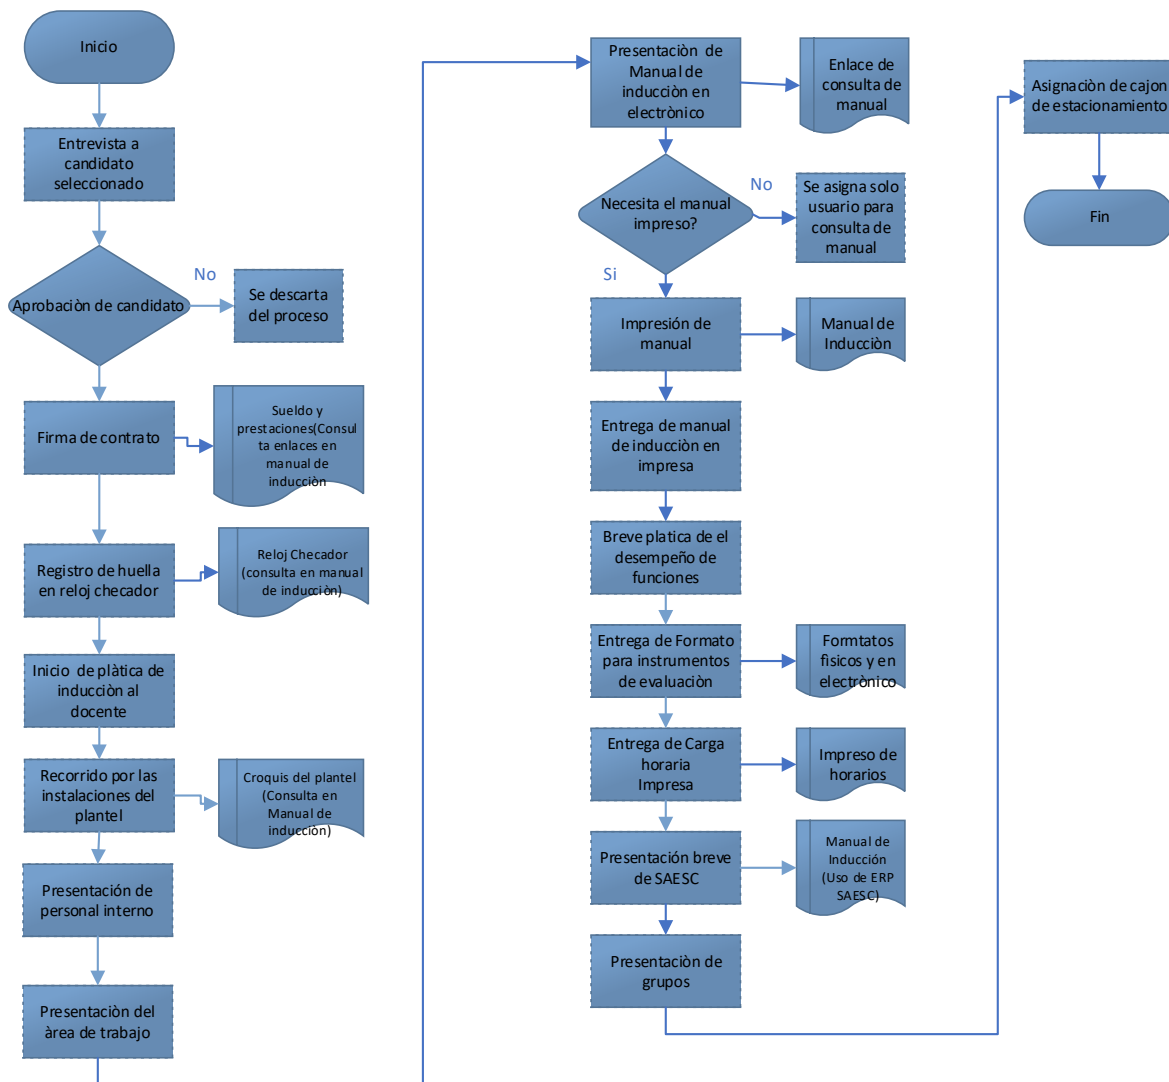 Inicio
Entrevista a
candidato
seleccionado
Aprobaciòn de candidato
No
Se descarta
del proceso
Firma de contrato
Sueldo y
prestaciones(Consul
ta enlaces en
manual de
inducciòn
Registro de huella
en reloj checador
Reloj Checador
(consulta en manual
de inducciòn)
Inicio de plàtica de
inducciòn al
docente
Recorrido por las
instalaciones del
plantel
Croquis del plantel
(Consulta en
Manual de
inducciòn)
Presentación de
personal interno
Presentaciòn del
àrea de trabajo
Presentaciòn de
Manual de
inducciòn en
electrònico
Enlace de
consulta de
manual
Necesita el manual
impreso?
No
Se asigna solo
usuario para
consulta de
manual
Si
Impresión de
manual
Manual de
Inducciòn
Entrega de manual
de inducciòn en
impresa
Breve platica de el
desempeño de
funciones
Entrega de Formato
para instrumentos
de evaluaciòn
Formtatos
fìsicos y en
electrònico
Entrega de Carga
horaria
Impresa
Impreso de
horarios
Presentación breve
de SAESC
Manual de
Inducción
(Uso de ERP
SAESC)
Presentaciòn de
grupos
Asignaciòn de cajon
de estacionamiento
Fin